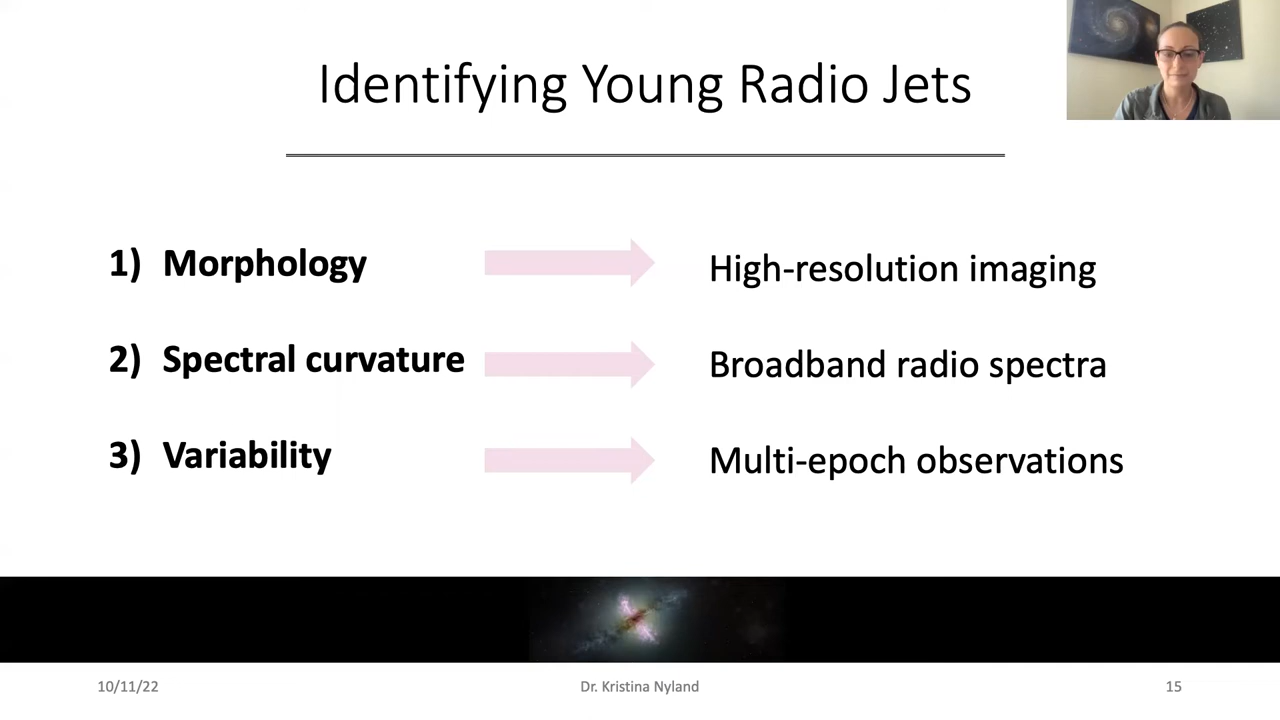 Identifying Young Radio Jets
1) Morphology
High-resolution imaging
2) Spectral curvature
Broadband radio spectra
3) Variability
Multi-epoch observations
10/11/22
Dr. Kristina Nyland
15